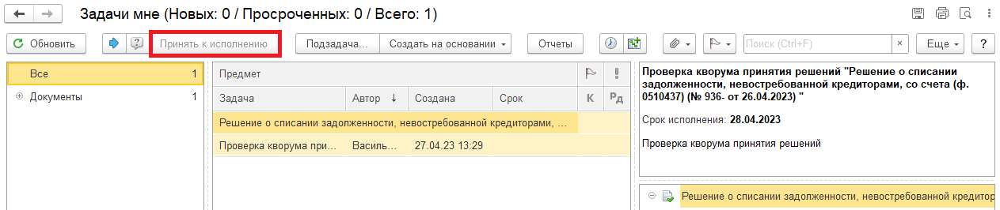 Задачи мне (Новых: 0 / Просроченных: 0 / Всего: 1)
Обновить Принять к исполнению Подзадача... Создать на основании Отчеты Поиск (Ctrl+F) × Еще ?
Все 1
Документы 1
Предмет
Задача Автор ↓ Создана Срок К Рд
Решение о списании задолженности, невостребованной кредиторами, ...
Проверка кворума при... Василь... 27.04.23 13:29
Проверка кворума принятия решений "Решение о списании
задолженности, невостребованной кредиторами, со счета (ф.
0510437) (№ 936- от 26.04.2023) "
Срок исполнения: 28.04.2023
Проверка кворума принятия решений
Решение о списании задолженности, невостребованной кредитор